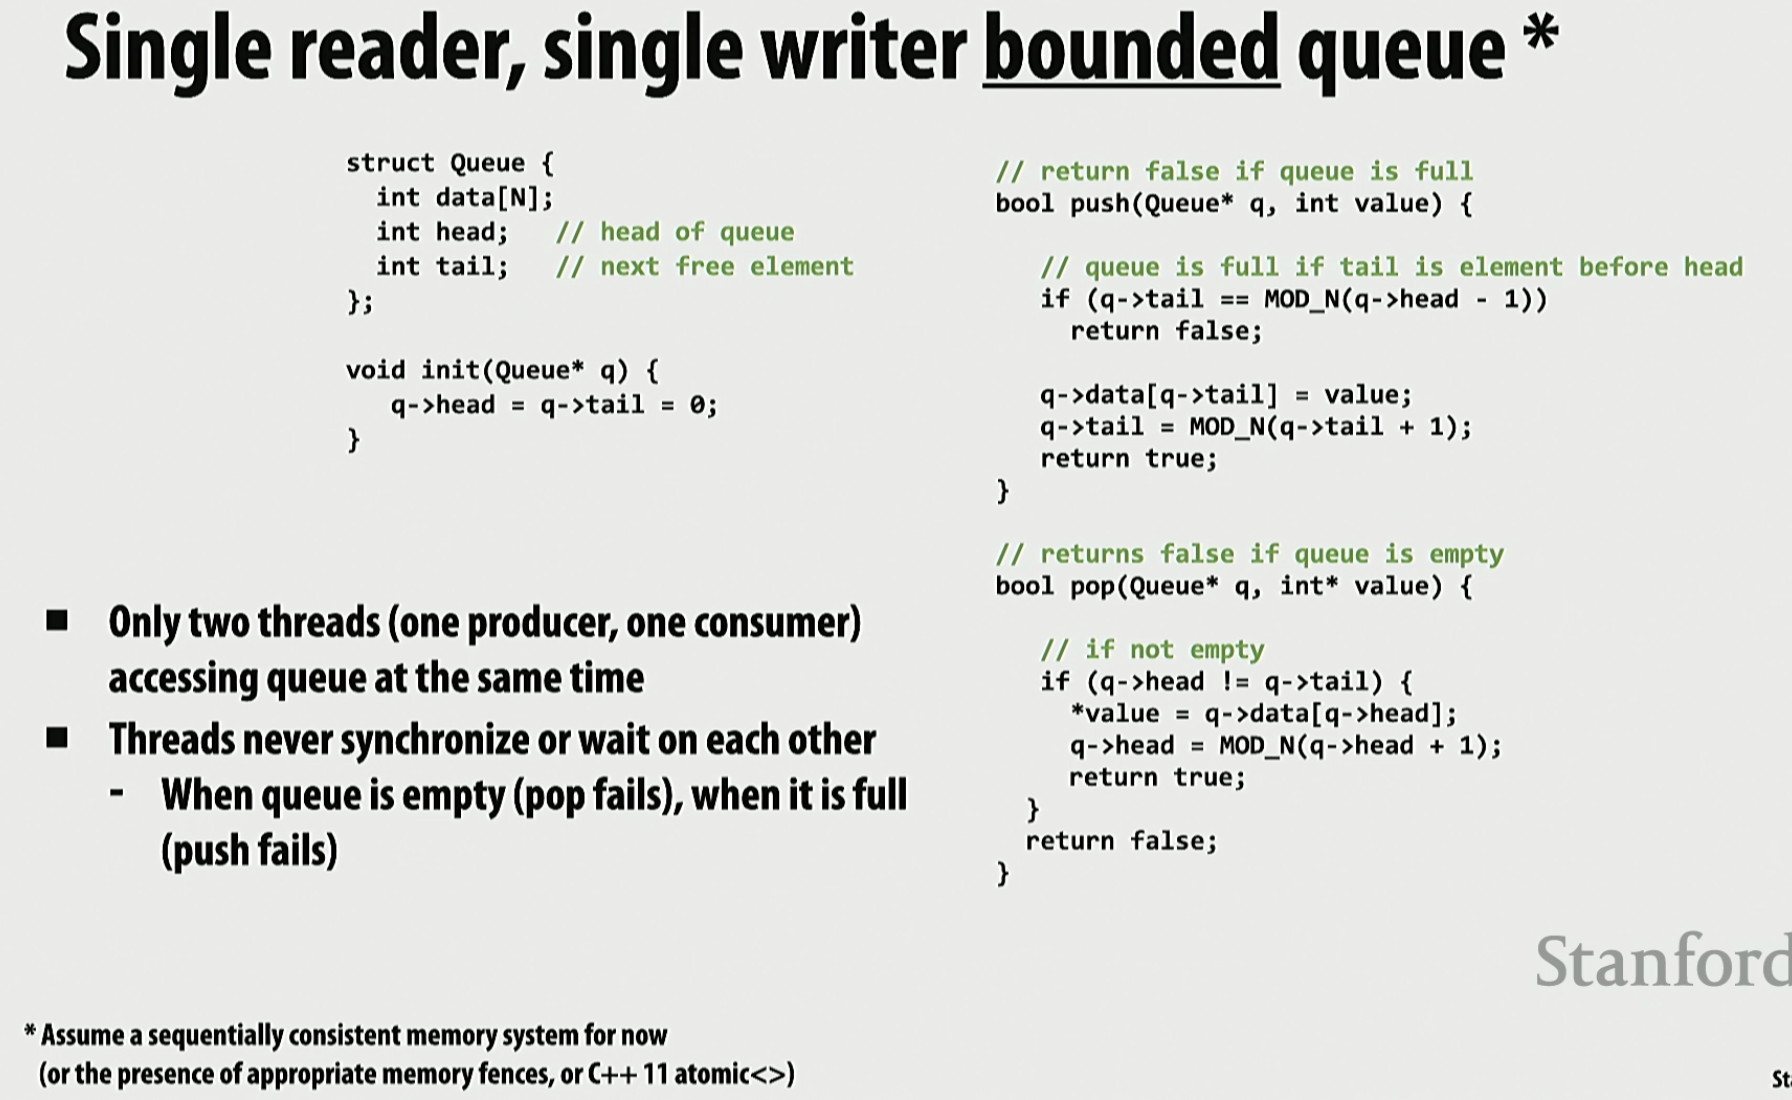 Single reader, single writer bounded queue *
struct Queue {
int data[N];
int head;   // head of queue
int tail;   // next free element
};
void init(Queue* q) {
q->head = q->tail = 0;
}
■ Only two threads (one producer, one consumer)
accessing queue at the same time
■ Threads never synchronize or wait on each other
- When queue is empty (pop fails), when it is full
(push fails)
// return false if queue is full
bool push(Queue* q, int value) {
// queue is full if tail is element before head
if (q->tail == MOD_N(q->head - 1))
return false;
q->data[q->tail] = value;
q->tail = MOD_N(q->tail + 1);
return true;
}
// returns false if queue is empty
bool pop(Queue* q, int* value) {
// if not empty
if (q->head != q->tail) {
*value = q->data[q->head];
q->head = MOD_N(q->head + 1);
return true;
}
return false;
}
Stanford
* Assume a sequentially consistent memory system for now
(or the presence of appropriate memory fences, or C++ 11 atomic<>)